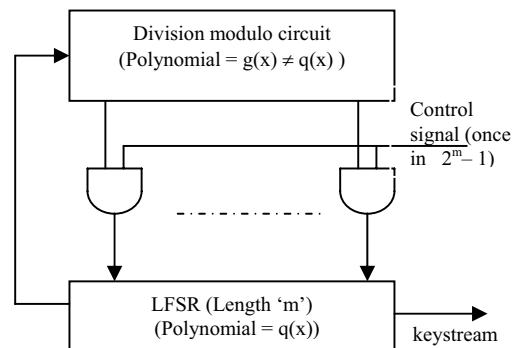 Division modulo circuit
(Polynomial = g(x) ≠ q(x) )
Control
signal (once
in 2^m– 1)
LFSR (Length ‘m’)
(Polynomial = q(x))
keystream